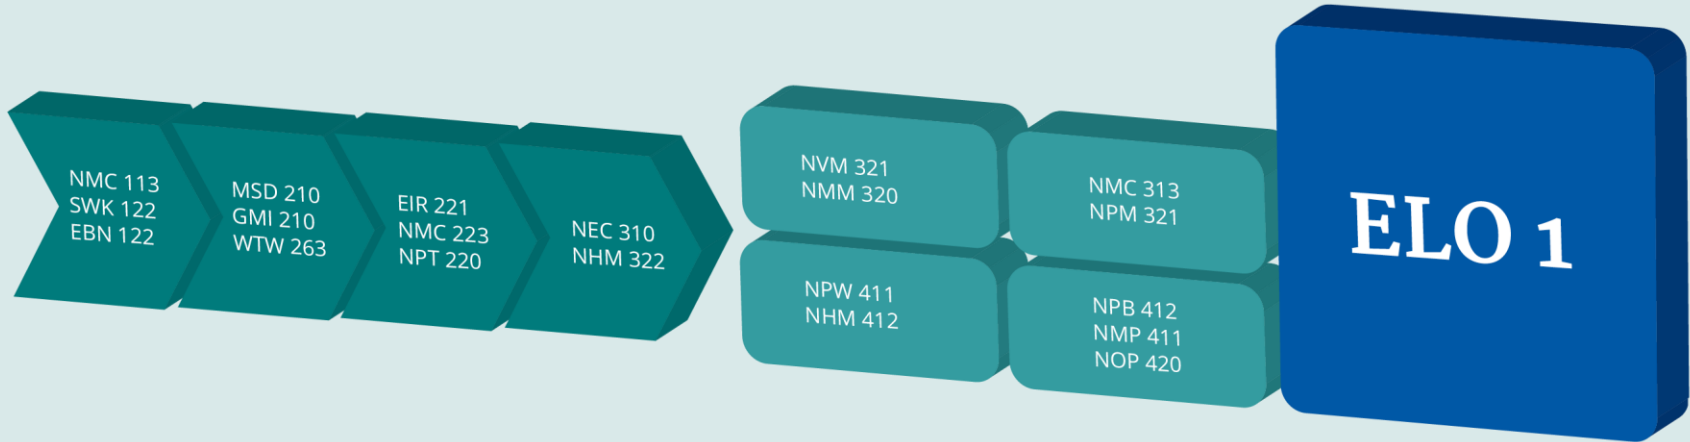 NMC 113
SWK 122
EBN 122
MSD 210
GMI 210
WTW 263
EIR 221
NMC 223
NPT 220
NEC 310
NHM 322
NVM 321
NMM 320
NMC 313
NPM 321
NPW 411
NHM 412
NPB 412
NMP 411
NOP 420
ELO 1